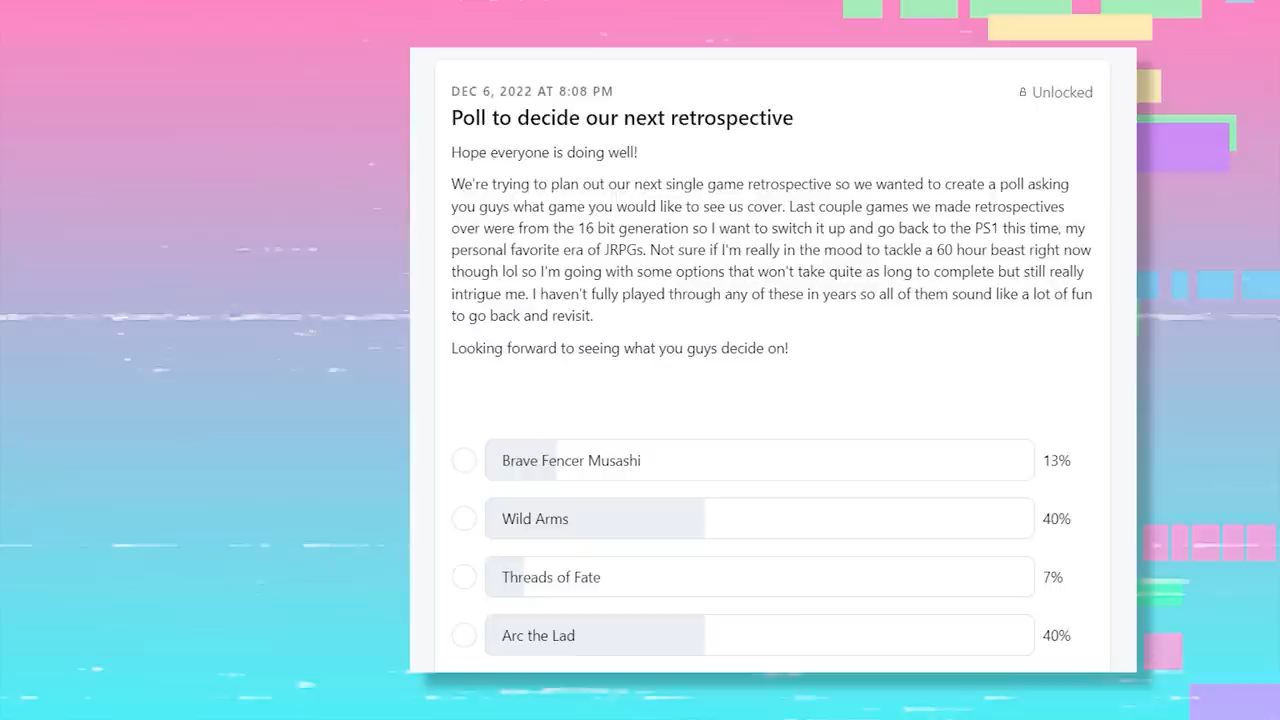 DEC 6, 2022 AT 8:08 PM
Unlocked
Poll to decide our next retrospective
Hope everyone is doing well!
We're trying to plan out our next single game retrospective so we wanted to create a poll asking
you guys what game you would like to see us cover. Last couple games we made retrospectives
over were from the 16 bit generation so I want to switch it up and go back to the PS1 this time, my
personal favorite era of JRPGs. Not sure if I'm really in the mood to tackle a 60 hour beast right now
though lol so I'm going with some options that won't take quite as long to complete but still really
intrigue me. I haven't fully played through any of these in years so all of them sound like a lot of fun
to go back and revisit.
Looking forward to seeing what you guys decide on!
Brave Fencer Musashi 13%
Wild Arms 40%
Threads of Fate 7%
Arc the Lad 40%